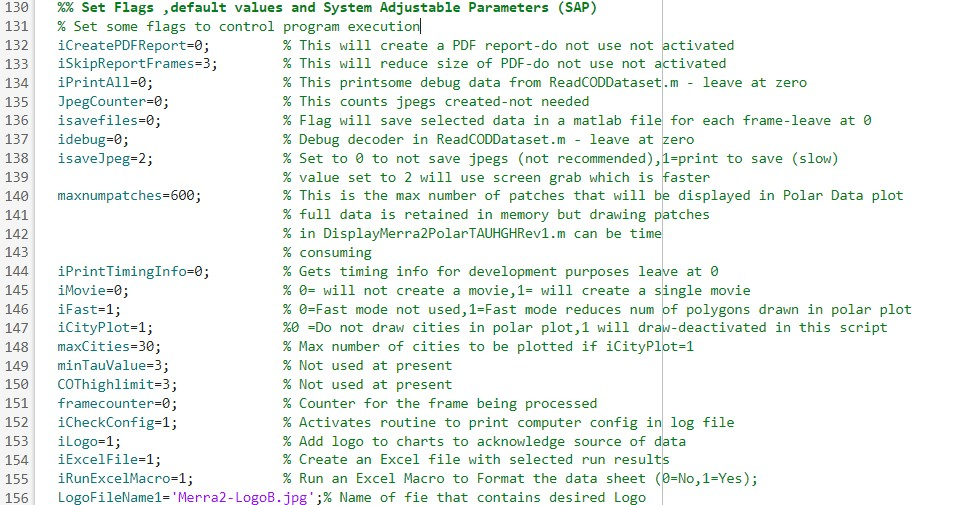 130 %% Set Flags ,default values and System Adjustable Parameters (SAP)
131 % Set some flags to control program execution
132 iCreatePDFReport=0; % This will create a PDF report-do not use not activated
133 iSkipReportFrames=3; % This will reduce size of PDF-do not use not activated
134 iPrintAll=0; % This printsome debug data from ReadCODDataset.m - leave at zero
135 JpegCounter=0; % This counts jpegs created-not needed
136 isavefiles=0; % Flag will save selected data in a matlab file for each frame-leave at 0
137 idebug=0; % Debug decoder in ReadCODDataset.m - leave at zero
138 isaveJpeg=2; % Set to 0 to not save jpegs (not recommended),1=print to save (slow)
139 % value set to 2 will use screen grab which is faster
140 maxnumpatches=600; % This is the max number of patches that will be displayed in Polar Data plot
141 % full data is retained in memory but drawing patches
142 % in DisplayMerra2PolarTAUHGHRev1.m can be time
143 % consuming
144 iPrintTimingInfo=0; % Gets timing info for development purposes leave at 0
145 iMovie=0; % 0= will not create a movie,1= will create a single movie
146 iFast=1; % 0=Fast mode not used,1=Fast mode reduces num of polygons drawn in polar plot
147 iCityPlot=1; %0 =Do not draw cities in polar plot,1 will draw-deactivated in this script
148 maxCities=30; % Max number of cities to be plotted if iCityPlot=1
149 minTauValue=3; % Not used at present
150 COThighlimit=3; % Not used at present
151 framecounter=0; % Counter for the frame being processed
152 iCheckConfig=1; % Activates routine to print computer config in log file
153 iLogo=1; % Add logo to charts to acknowledge source of data
154 iExcelFile=1; % Create an Excel file with selected run results
155 iRunExcelMacro=1; % Run an Excel Macro to Format the data sheet (0=No,1=Yes);
156 LogoFileName1='Merra2-LogoB.jpg';% Name of fie that contains desired Logo